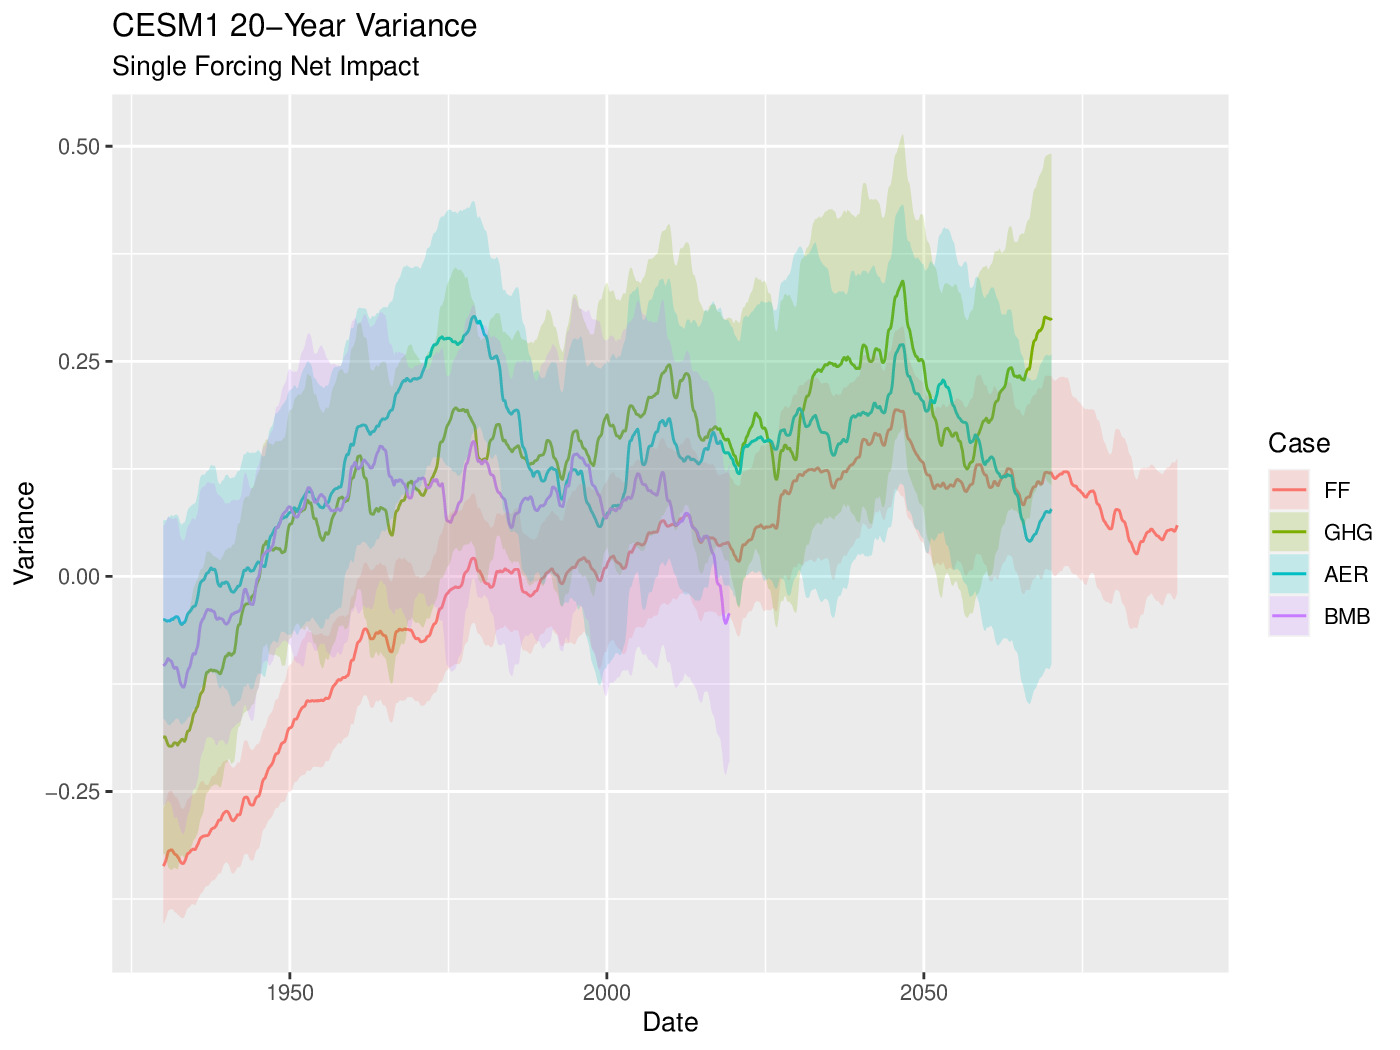 CESM1 20−Year Variance
Single Forcing Net Impact
Variance
0.50
0.25
0.00
−0.25
1950
2000
2050
Date
Case
FF
GHG
AER
BMB